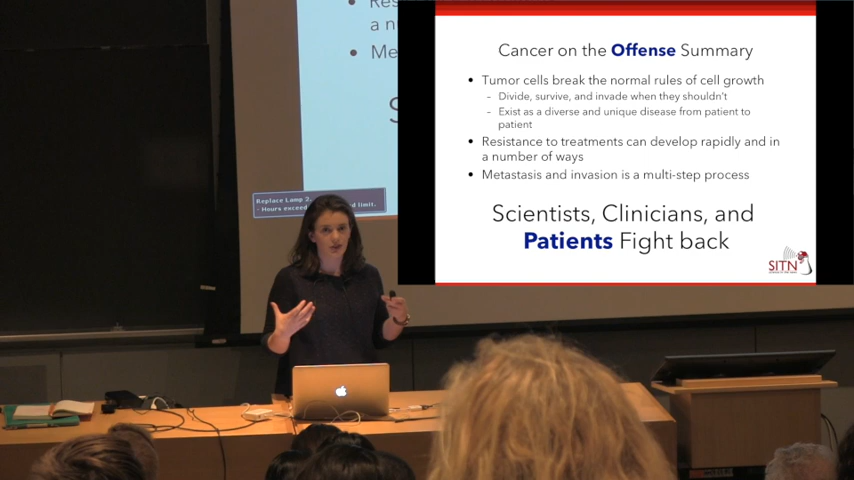 Res
a nu
Me
S
Replace Lamp 2.
- Hours exceed d limit.
Cancer on the Offense Summary
• Tumor cells break the normal rules of cell growth
– Divide, survive, and invade when they shouldn't
– Exist as a diverse and unique disease from patient to
patient
• Resistance to treatments can develop rapidly and in
a number of ways
• Metastasis and invasion is a multi-step process
Scientists, Clinicians, and
Patients Fight back
SITN